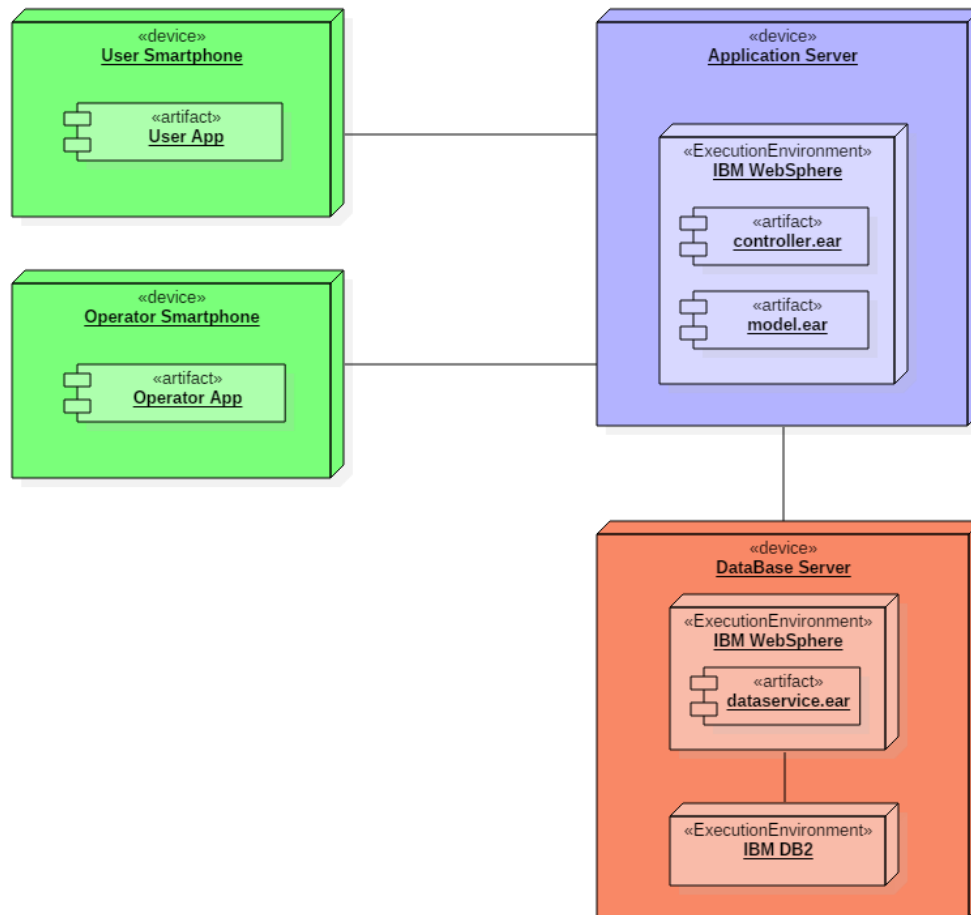 «device»
User Smartphone
«artifact»
User App
«device»
Operator Smartphone
«artifact»
Operator App
«device»
Application Server
«ExecutionEnvironment»
IBM WebSphere
«artifact»
controller.ear
«artifact»
model.ear
«device»
DataBase Server
«ExecutionEnvironment»
IBM WebSphere
«artifact»
dataservice.ear
«ExecutionEnvironment»
IBM DB2